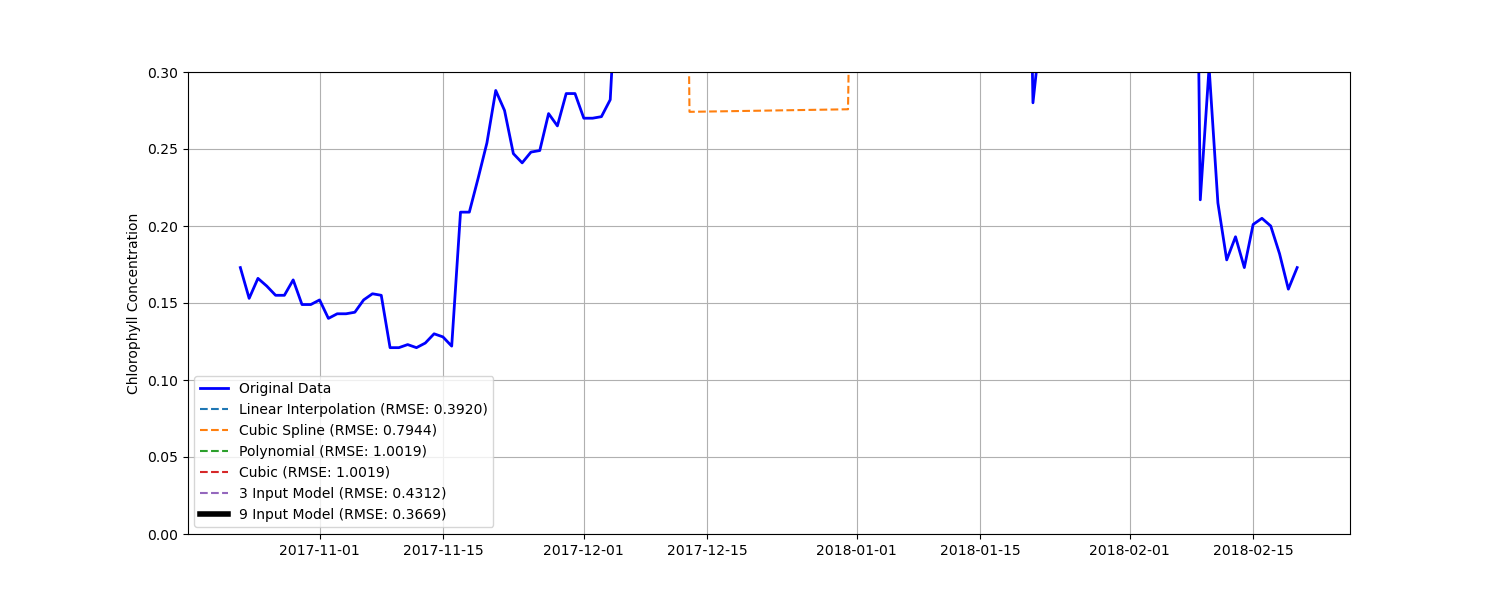 Chlorophyll Concentration
0.30
0.25
0.20
0.15
0.10
0.05
0.00
Original Data
Linear Interpolation (RMSE: 0.3920)
Cubic Spline (RMSE: 0.7944)
Polynomial (RMSE: 1.0019)
Cubic (RMSE: 1.0019)
3 Input Model (RMSE: 0.4312)
9 Input Model (RMSE: 0.3669)
2017-11-01 2017-11-15 2017-12-01 2017-12-15 2018-01-01 2018-01-15 2018-02-01 2018-02-15